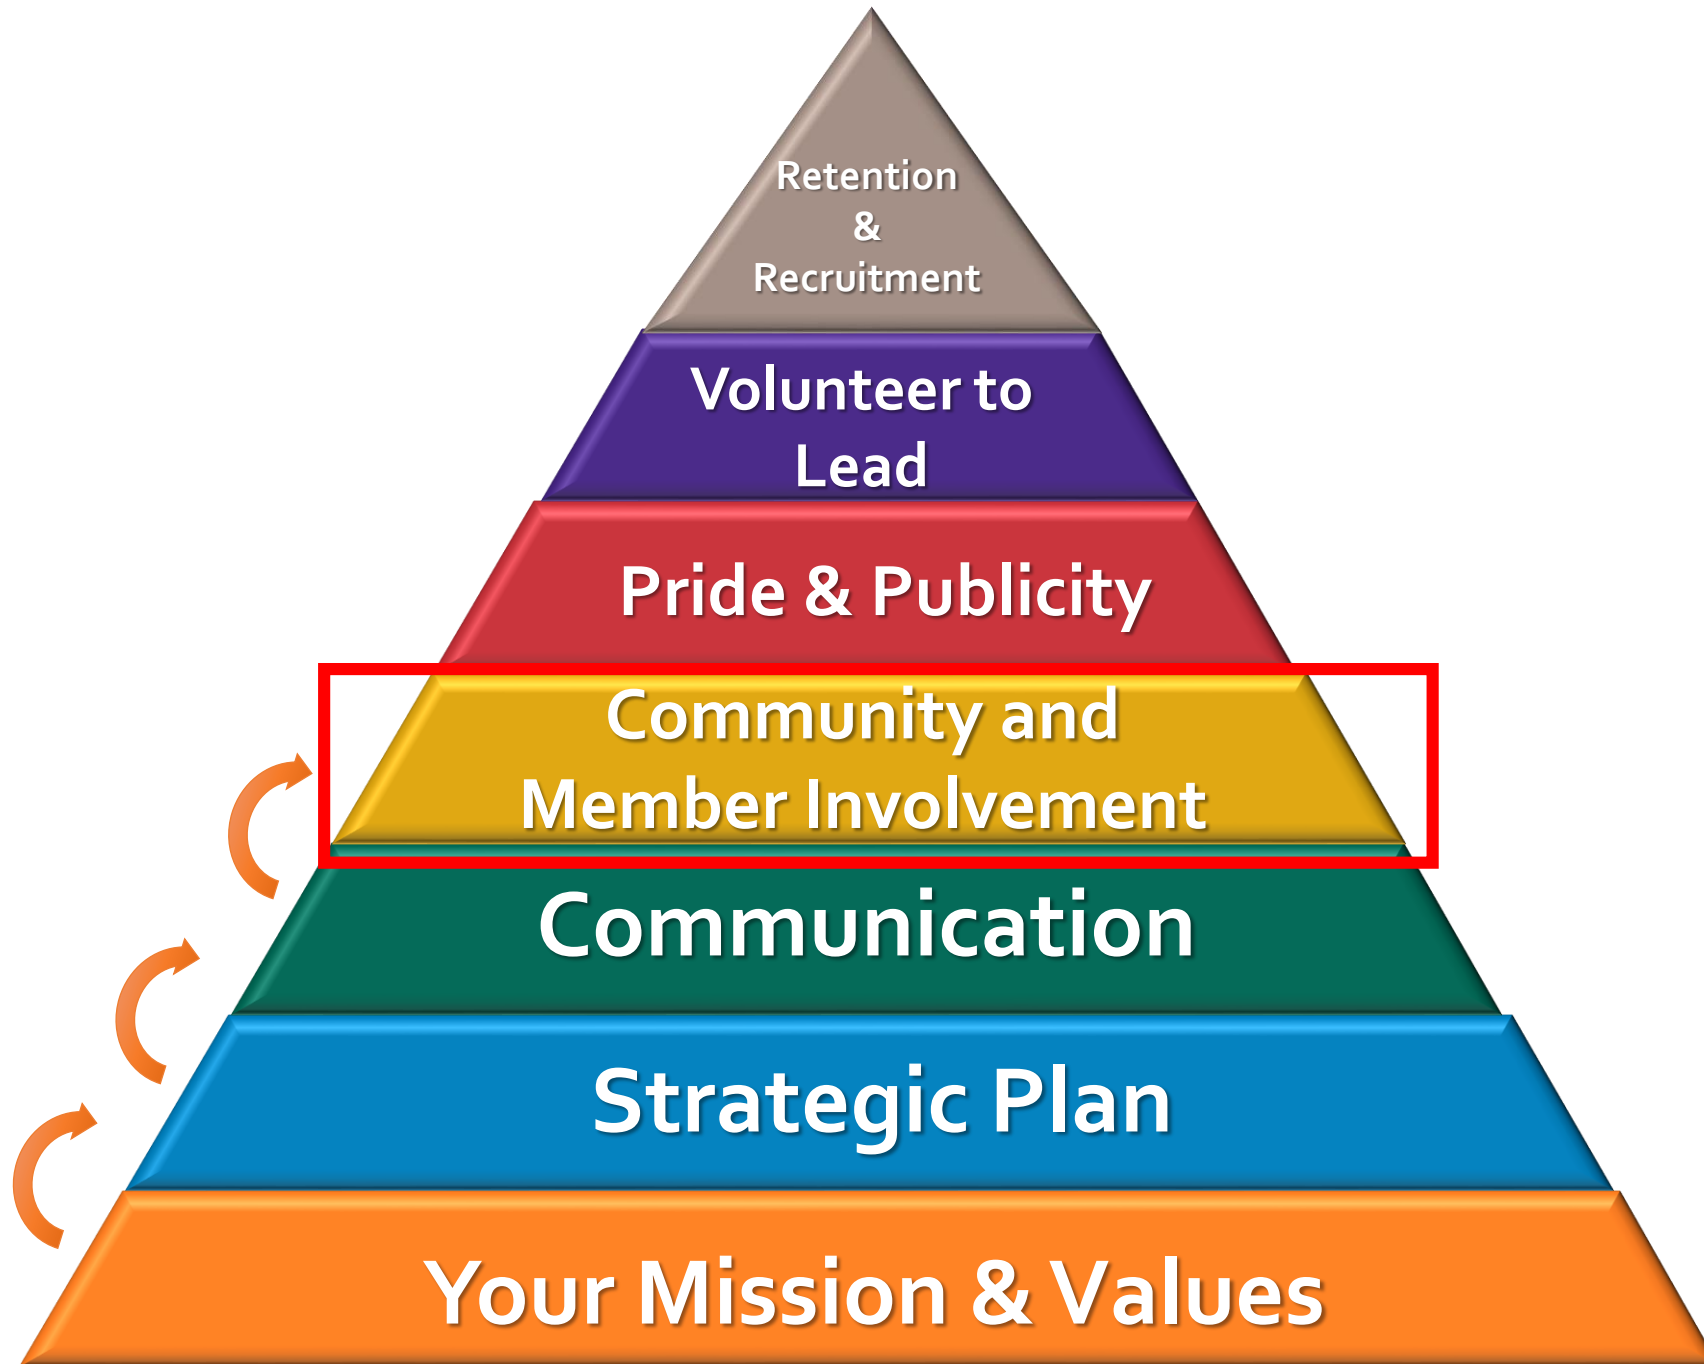 Retention
&
Recruitment
Volunteer to
Lead
Pride & Publicity
Community and
Member Involvement
Communication
Strategic Plan
Your Mission & Values